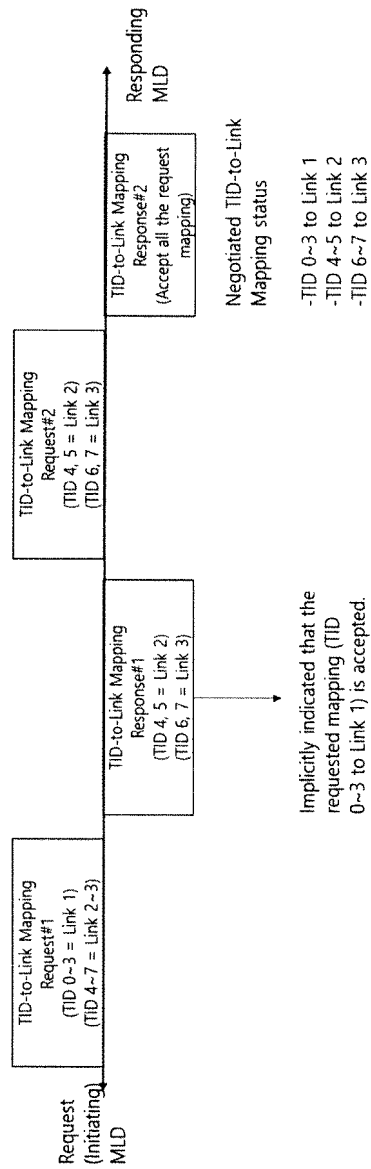 Request
(Initiating)
MLD
TID-to-Link Mapping
Request#1
(TID 0~3 = Link 1)
(TID 4~7 = Link 2~3)
TID-to-Link Mapping
Response#1
(TID 4, 5 = Link 2)
(TID 6, 7 = Link 3)
Implicitly indicated that the
requested mapping (TID
0~3 to Link 1) is accepted.
TID-to-Link Mapping
Request#2
(TID 4, 5 = Link 2)
(TID 6, 7 = Link 3)
TID-to-Link Mapping
Response#2
(Accept all the request
mapping)
Responding
MLD
Negotiated TID-to-Link
Mapping status
-TID 0~3 to Link 1
-TID 4~5 to Link 2
-TID 6~7 to Link 3